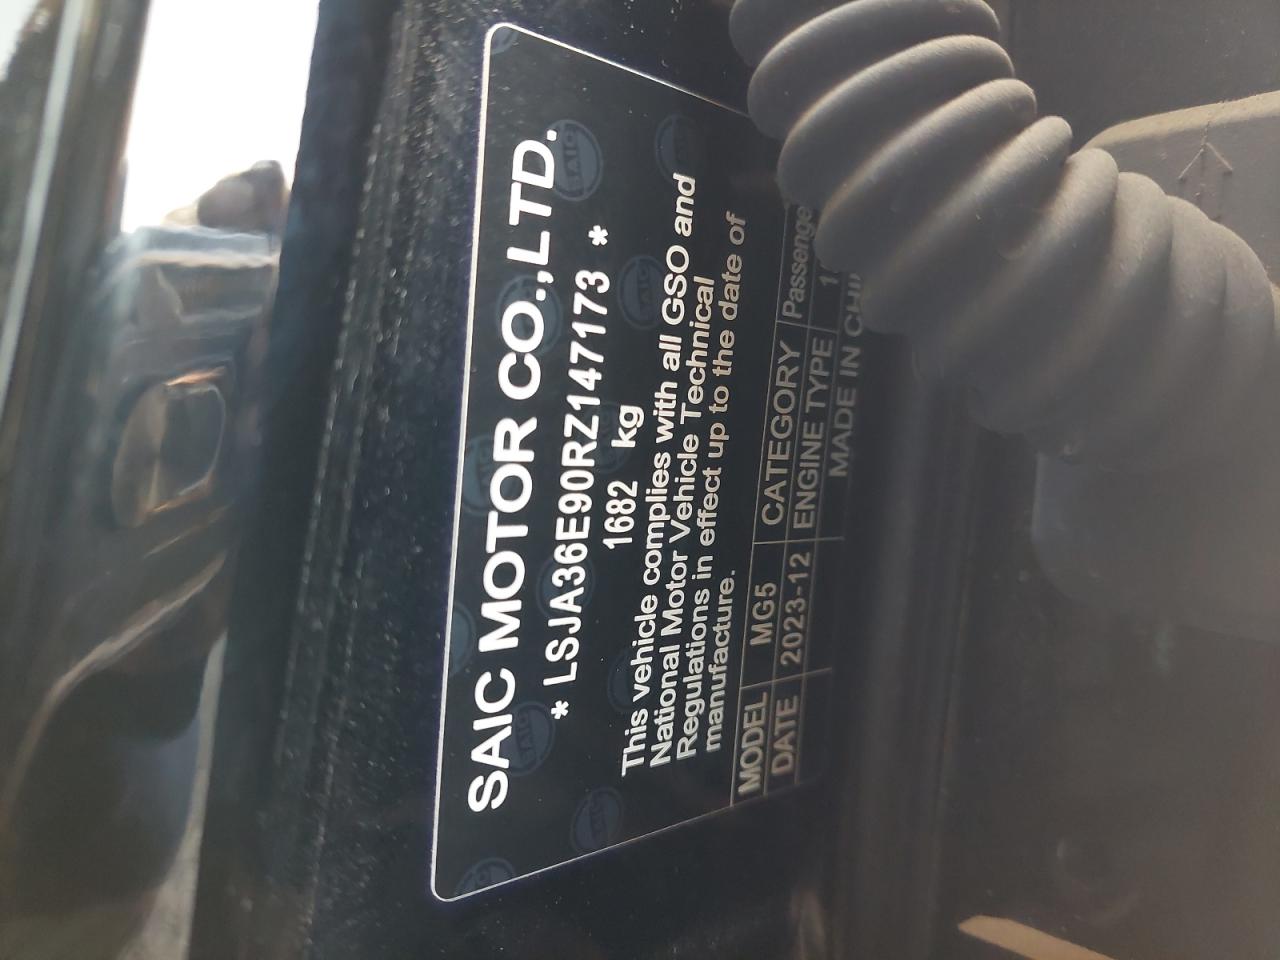 SAIC MOTOR CO.,LTD.
* LSJA36E90RZ147173 *
1682 kg
This vehicle complies with all GSO and
National Motor Vehicle Technical
Regulations in effect up to the date of
manufacture.
MODEL MG5 CATEGORY
DATE 2023-12 ENGINE TYPE
MADE IN
SAIC